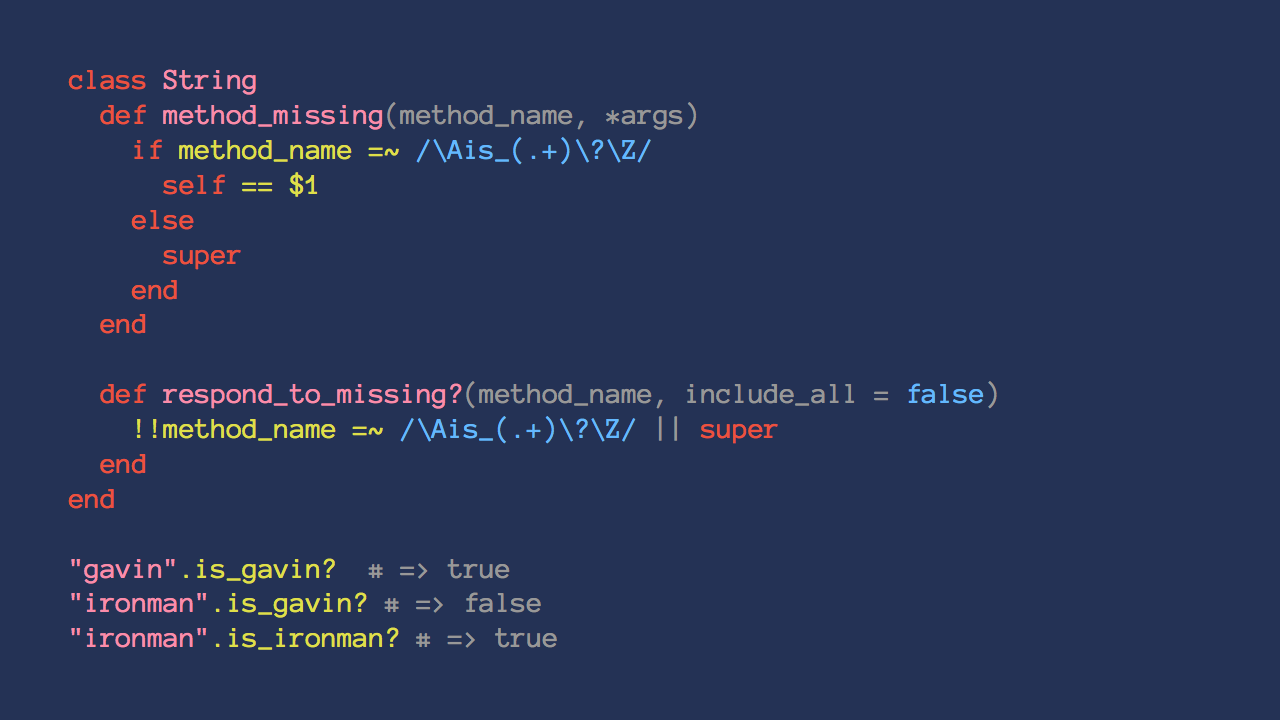 class String
  def method_missing(method_name, *args)
    if method_name =~ /\Ais_(.+)\?\Z/
      self == $1
    else
      super
    end
  end

  def respond_to_missing?(method_name, include_all = false)
    !!method_name =~ /\Ais_(.+)\?\Z/ || super
  end
end

"gavin".is_gavin?  # => true
"ironman".is_gavin? # => false
"ironman".is_ironman? # => true